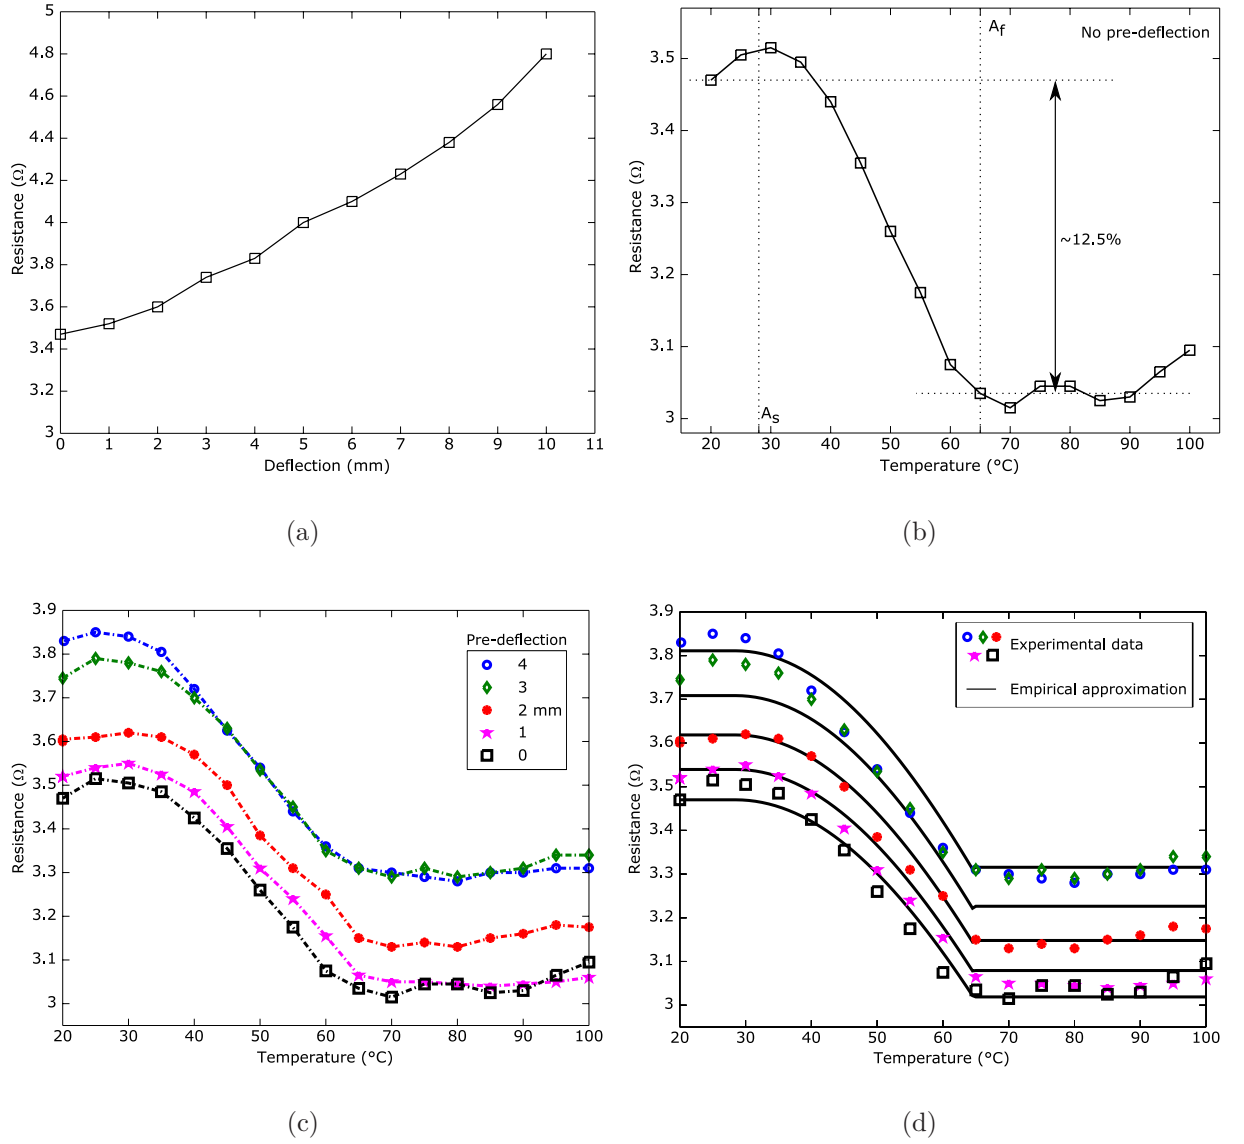 5
4.8
4.6
4.4
4.2
4
3.8
3.6
3.4
3.2
3
0 1 2 3 4 5 6 7 8 9 10 11
Resistance (Ω)
Deflection (mm)
(a)
3.5
3.4
3.3
3.2
3.1
3
20 30 40 50 60 70 80 90 100
Resistance (Ω)
Temperature (°C)
A_f
No pre-deflection
~12.5%
A_s
(b)
3.9
3.8
3.7
3.6
3.5
3.4
3.3
3.2
3.1
3
20 30 40 50 60 70 80 90 100
Resistance (Ω)
Temperature (°C)
Pre-deflection
4
3
2 mm
1
0
(c)
3.9
3.8
3.7
3.6
3.5
3.4
3.3
3.2
3.1
3
20 30 40 50 60 70 80 90 100
Resistance (Ω)
Temperature (°C)
Experimental data
Empirical approximation
(d)